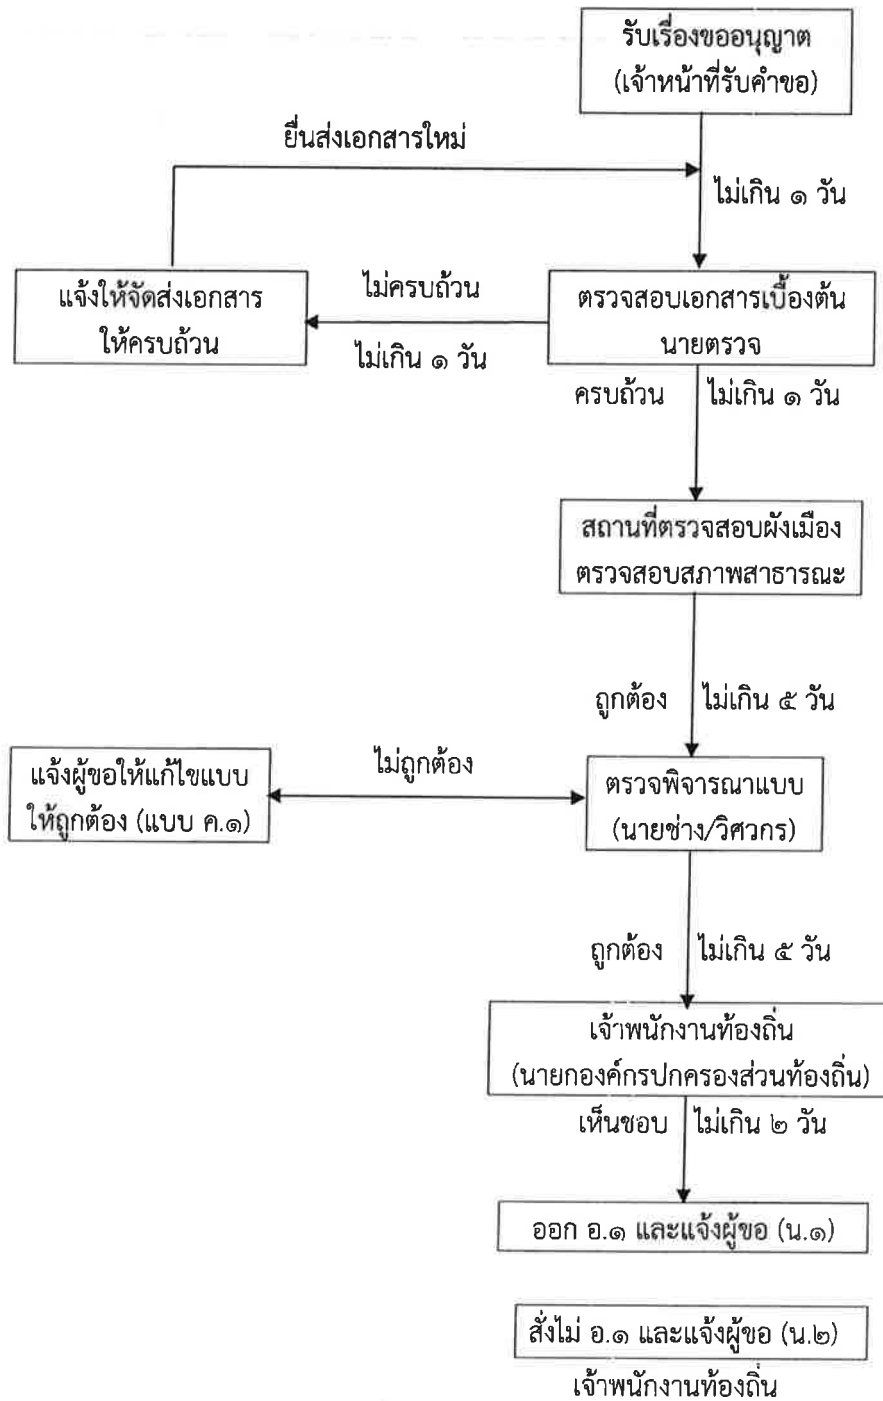 รับเรื่องขออนุญาต
(เจ้าหน้าที่รับคำขอ)
ยื่นส่งเอกสารใหม่
ไม่เกิน ๑ วัน
แจ้งให้จัดส่งเอกสาร
ให้ครบถ้วน
ไม่ครบถ้วน
ไม่เกิน ๑ วัน
ตรวจสอบเอกสารเบื้องต้น
นายตรวจ
ครบถ้วน ไม่เกิน ๑ วัน
สถานที่ตรวจสอบผังเมือง
ตรวจสอบสภาพสาธารณะ
ถูกต้อง ไม่เกิน ๕ วัน
แจ้งผู้ขอให้แก้ไขแบบ
ให้ถูกต้อง (แบบ ค.๑)
ไม่ถูกต้อง
ตรวจพิจารณาแบบ
(นายช่าง/วิศวกร)
ถูกต้อง ไม่เกิน ๕ วัน
เจ้าพนักงานท้องถิ่น
(นายกองค์กรปกครองส่วนท้องถิ่น)
เห็นชอบ ไม่เกิน ๒ วัน
ออก อ.๑ และแจ้งผู้ขอ (น.๑)
สั่งไม่ อ.๑ และแจ้งผู้ขอ (น.๒)
เจ้าพนักงานท้องถิ่น